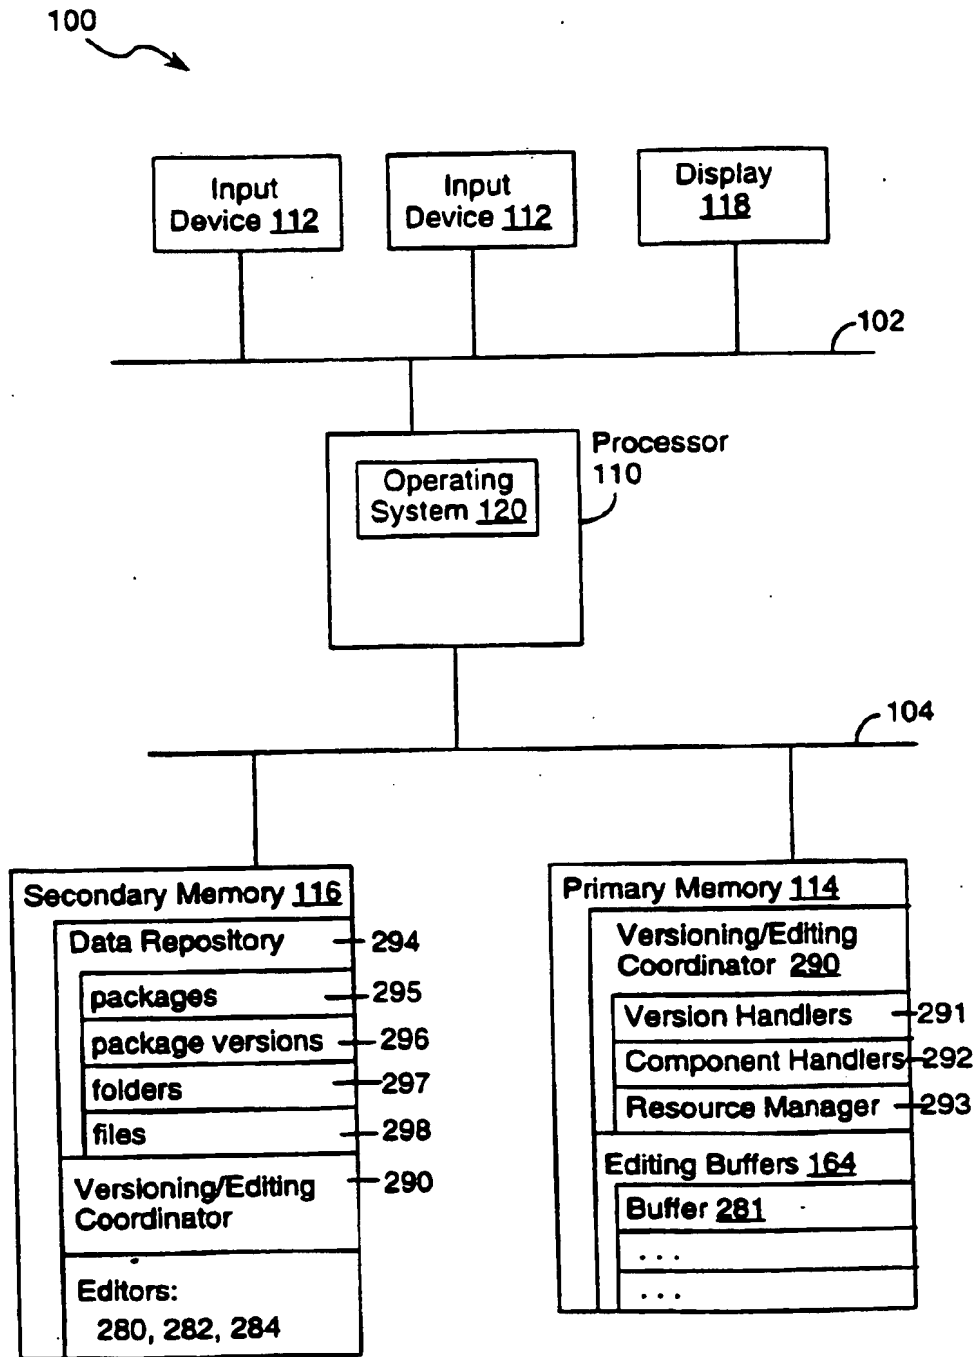 100
Input
Device 112
Input
Device 112
Display
118
102
Processor
110
Operating
System 120
104
Secondary Memory 116
Data Repository
294
packages
295
package versions
296
folders
297
files
298
Versioning/Editing
Coordinator
290
Editors:
280, 282, 284
Primary Memory 114
Versioning/Editing
Coordinator 290
Version Handlers
291
Component Handlers
292
Resource Manager
293
Editing Buffers 164
Buffer 281
. . .
. . .